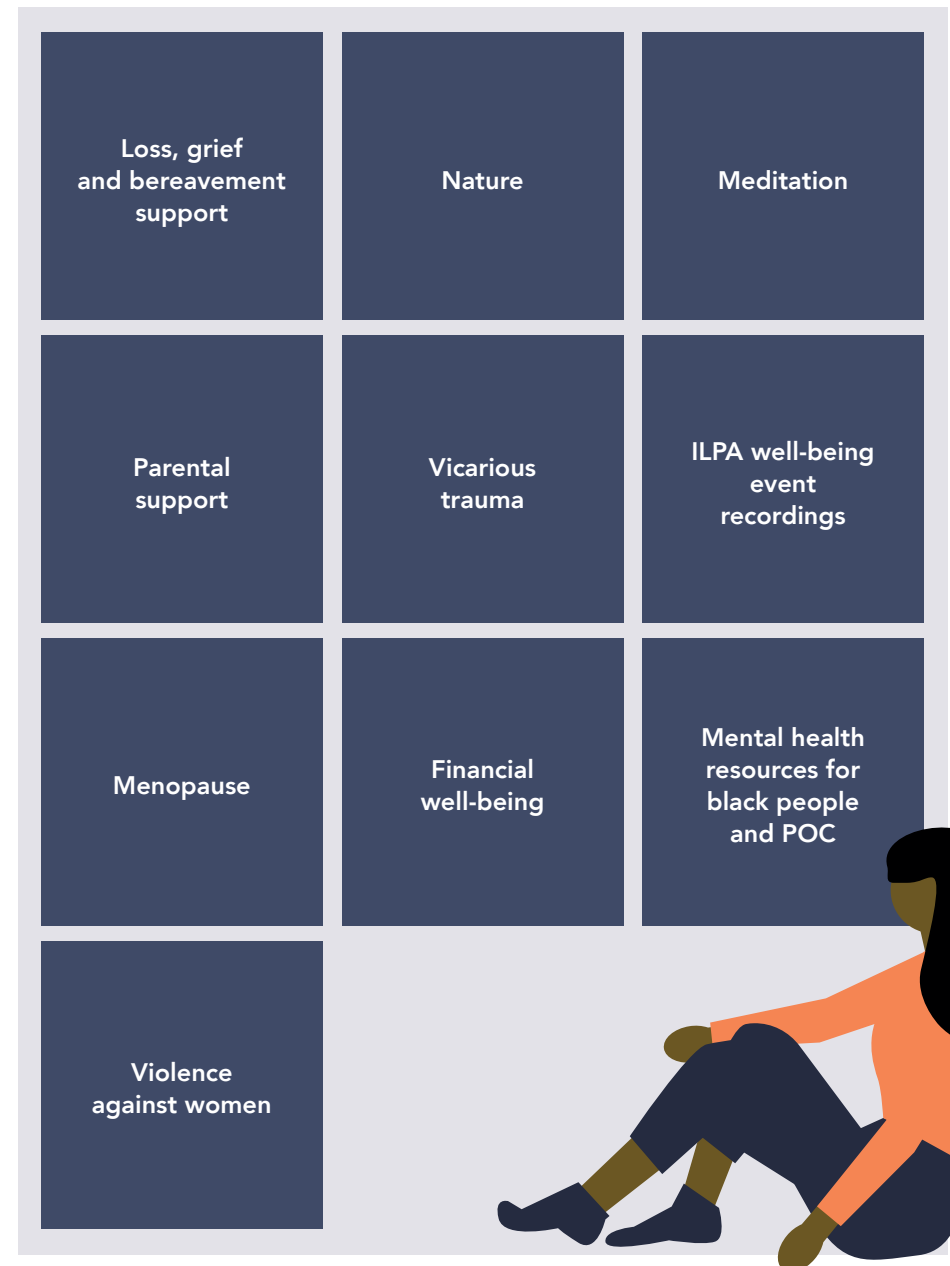 Loss, grief
and bereavement
support
Nature
Meditation
Parental
support
Vicarious
trauma
ILPA well-being
event
recordings
Menopause
Financial
well-being
Mental health
resources for
black people
and POC
Violence
against women